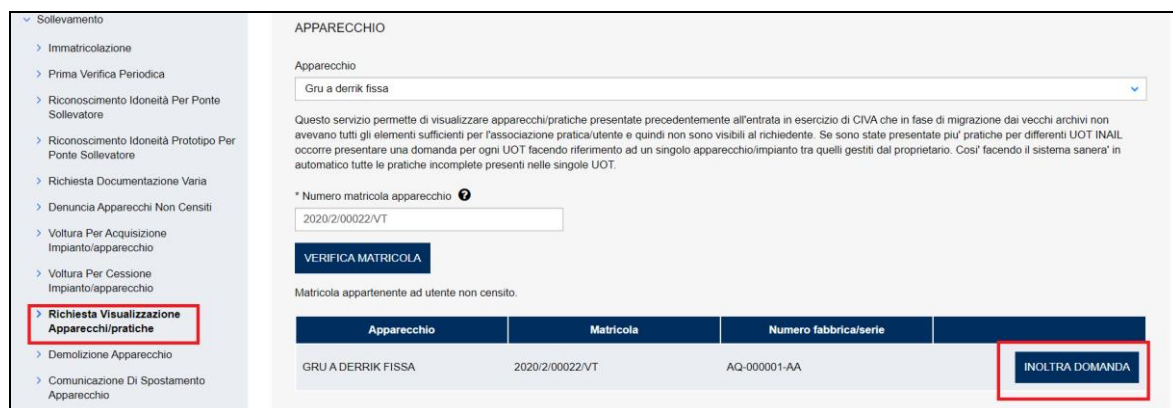 Sollevamento
Immatricolazione
Prima Verifica Periodica
Riconoscimento Idoneità Per Ponte
Sollevatore
Riconoscimento Idoneità Prototipo Per
Ponte Sollevatore
Richiesta Documentazione Varia
Denuncia Apparecchi Non Censiti
Voltura Per Acquisizione
Impianto/apparecchio
Voltura Per Cessione
Impianto/apparecchio
Richiesta Visualizzazione
Apparecchi/pratiche
Demolizione Apparecchio
Comunicazione Di Spostamento
Apparecchio
APPARECCHIO
Apparecchio
Gru a derrik fissa
Questo servizio permette di visualizzare apparecchi/pratiche presentate precedentemente all'entrata in esercizio di CIVA che in fase di migrazione dai vecchi archivi non
avevano tutti gli elementi sufficienti per l'associazione pratica/utente e quindi non sono visibili al richiedente. Se sono state presentate piu' pratiche per differenti UOT INAIL
occorre presentare una domanda per ogni UOT facendo riferimento ad un singolo apparecchio/impianto tra quelli gestiti dal proprietario. Cosi' facendo il sistema sanera' in
automatico tutte le pratiche incomplete presenti nelle singole UOT.
* Numero matricola apparecchio ?
2020/2/00022/VT
VERIFICA MATRICOLA
Matricola appartenente ad utente non censito.
Apparecchio Matricola Numero fabbrica/serie
GRU A DERRIK FISSA 2020/2/00022/VT AQ-000001-AA INOLTRA DOMANDA